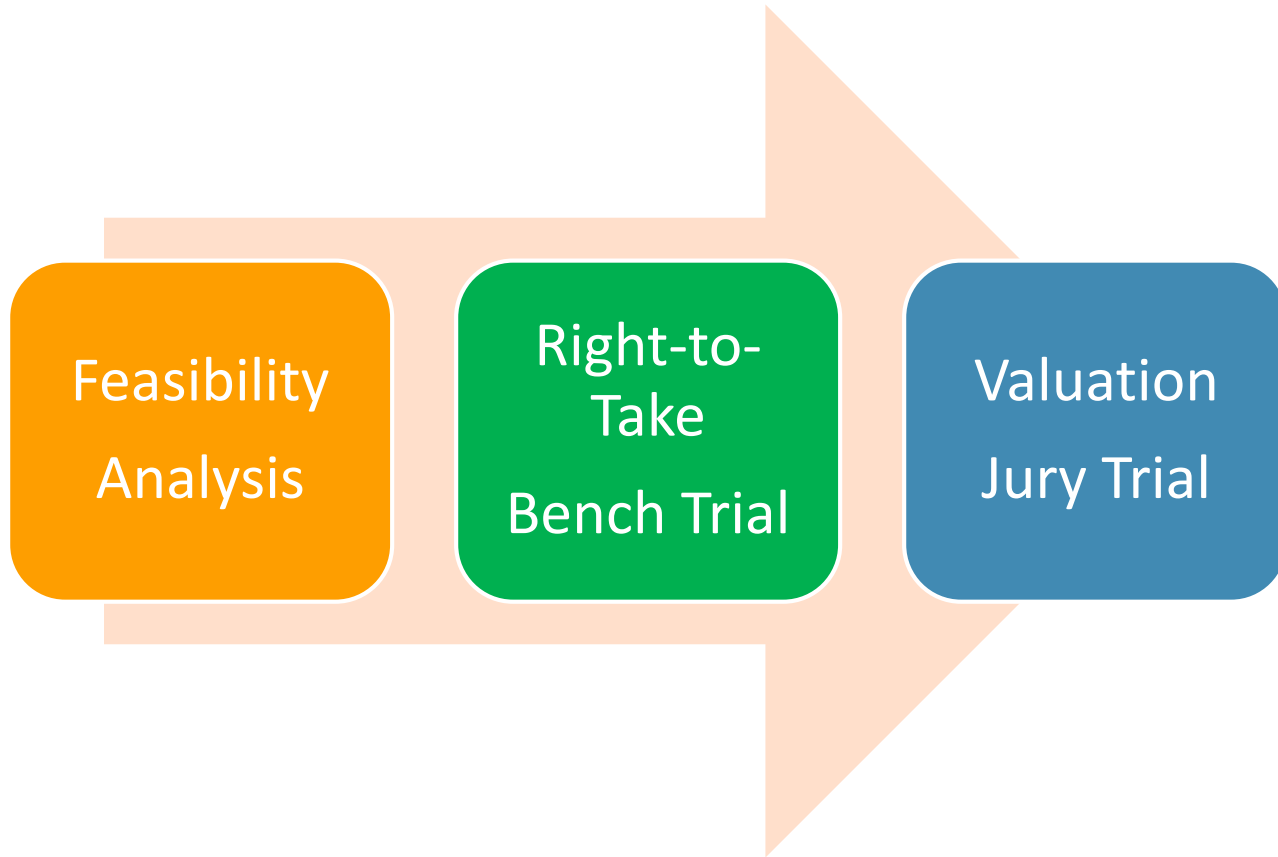 Feasibility
Analysis
Right-to-
Take
Bench Trial
Valuation
Jury Trial